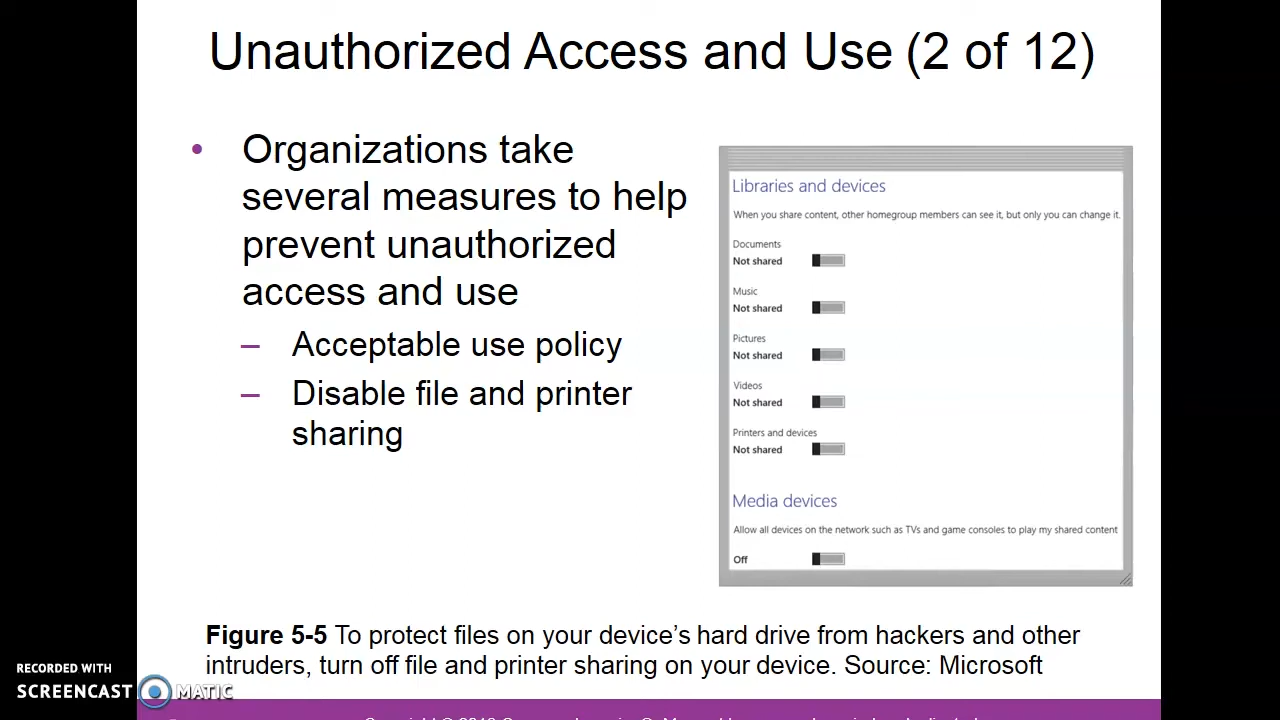 Unauthorized Access and Use (2 of 12)
• Organizations take
several measures to help
prevent unauthorized
access and use
– Acceptable use policy
– Disable file and printer
sharing
Libraries and devices
When you share content, other homegroup members can see it, but only you can change it.
Documents
Not shared
Music
Not shared
Pictures
Not shared
Videos
Not shared
Printers and devices
Not shared
Media devices
Allow all devices on the network such as TVs and game consoles to play my shared content
Off
Figure 5-5 To protect files on your device’s hard drive from hackers and other
intruders, turn off file and printer sharing on your device. Source: Microsoft
RECORDED WITH
SCREENCAST MATIC